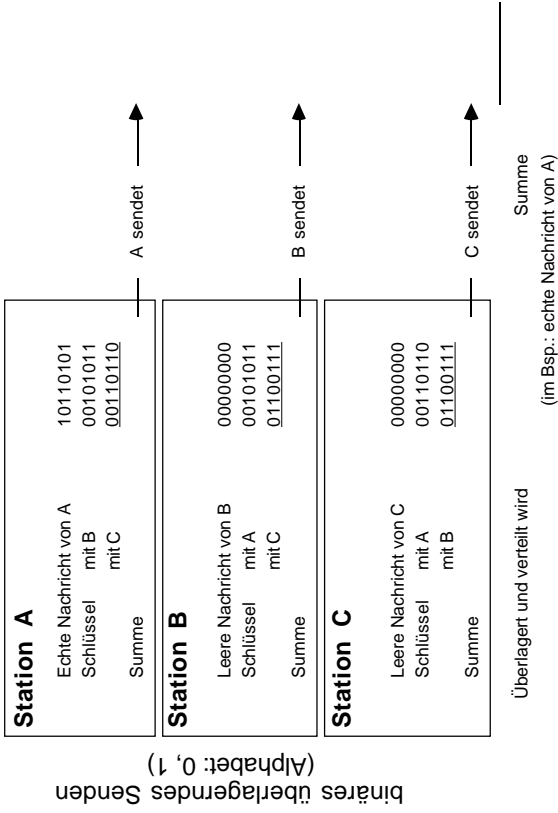 binäres überlagerndes Senden
(Alphabet: 0, 1)
Station A
Echte Nachricht von A 10110101
Schlüssel mit B 00101011
mit C 00110110
Summe A sendet
Station B
Leere Nachricht von B 00000000
Schlüssel mit A 00101011
mit C 01100111
Summe B sendet
Station C
Leere Nachricht von C 00000000
Schlüssel mit A 00110110
mit B 01100111
Summe C sendet
Überlagert und verteilt wird Summe
(im Bsp.: echte Nachricht von A)